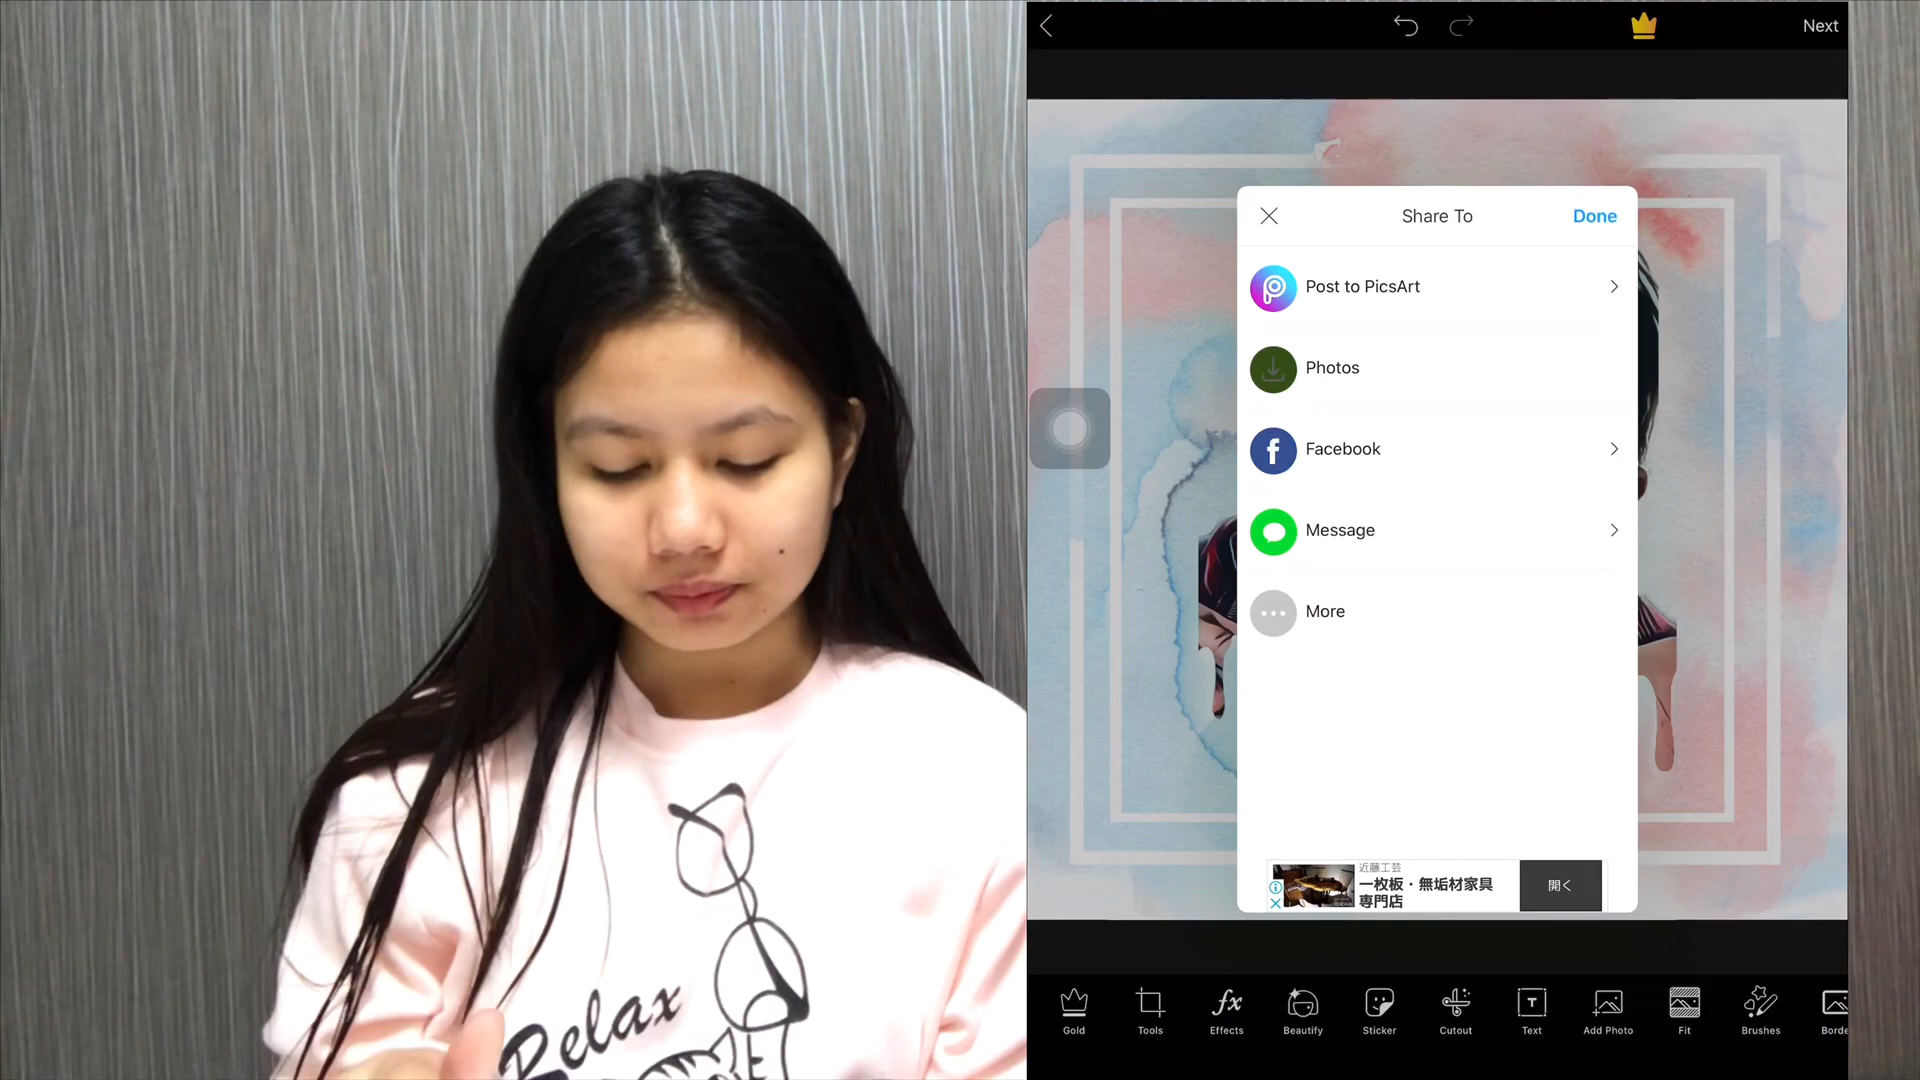 Next
Share To
Done
Post to PicsArt
Photos
Facebook
Message
More
近藤工芸
一枚板・無垢材家具
専門店
開く
Gold
Tools
fx
Effects
Beautify
Sticker
Cutout
T
Text
Add Photo
Fit
Brushes
Borde
Relax